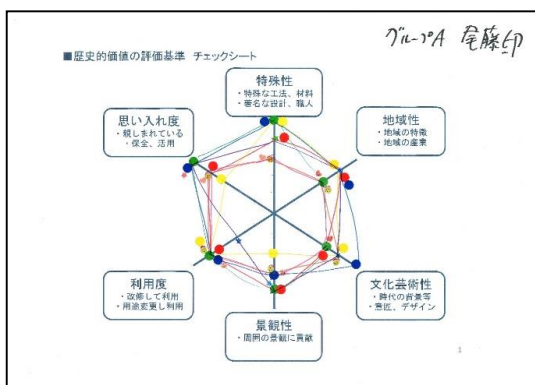 グループA 尾藤印
■歴史的価値の評価基準 チェックシート
特殊性
・特殊な工法、材料
・著名な設計、職人
思い入れ度
・親しまれている
・保全、活用
地域性
・地域の特徴
・地域の産業
利用度
・改修して利用
・用途変更し利用
文化芸術性
・時代の背景等
・意匠、デザイン
景観性
・周囲の景観に貢献
1